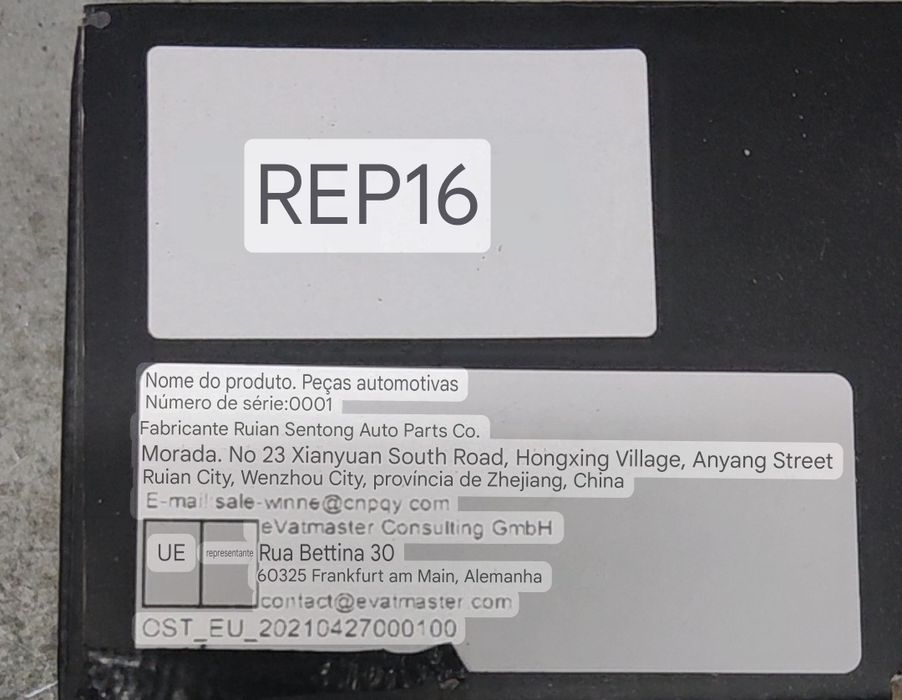 REP16
Nome do produto. Peças automotivas
Número de série:0001
Fabricante Ruian Sentong Auto Parts Co.
Morada. No 23 Xianyuan South Road, Hongxing Village, Anyang Street
Ruian City, Wenzhou City, província de Zhejiang, China
E-mail:sale-winne@cnpqy com
eVatmaster Consulting GmbH
UE representante Rua Bettina 30
60325 Frankfurt am Main, Alemanha
contact@evatmaster.com
CST_EU_20210427000100